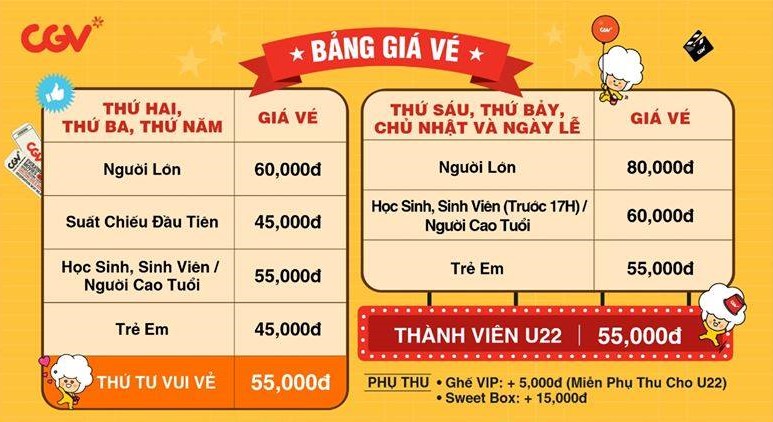 CGV
BẢNG GIÁ VÉ
THỨ HAI,
THỨ BA, THỨ NĂM
GIÁ VÉ
Người Lớn
60,000đ
Suất Chiếu Đầu Tiên
45,000đ
Học Sinh, Sinh Viên /
Người Cao Tuổi
55,000đ
Trẻ Em
45,000đ
THỨ TƯ VUI VẺ
55,000đ
THỨ SÁU, THỨ BẢY,
CHỦ NHẬT VÀ NGÀY LỄ
GIÁ VÉ
Người Lớn
80,000đ
Học Sinh, Sinh Viên (Trước 17H) /
Người Cao Tuổi
60,000đ
Trẻ Em
55,000đ
THÀNH VIÊN U22 | 55,000đ
PHỤ THU • Ghế VIP: + 5,000đ (Miễn Phụ Thu Cho U22)
• Sweet Box: + 15,000đ
CGV
CGV
CGV